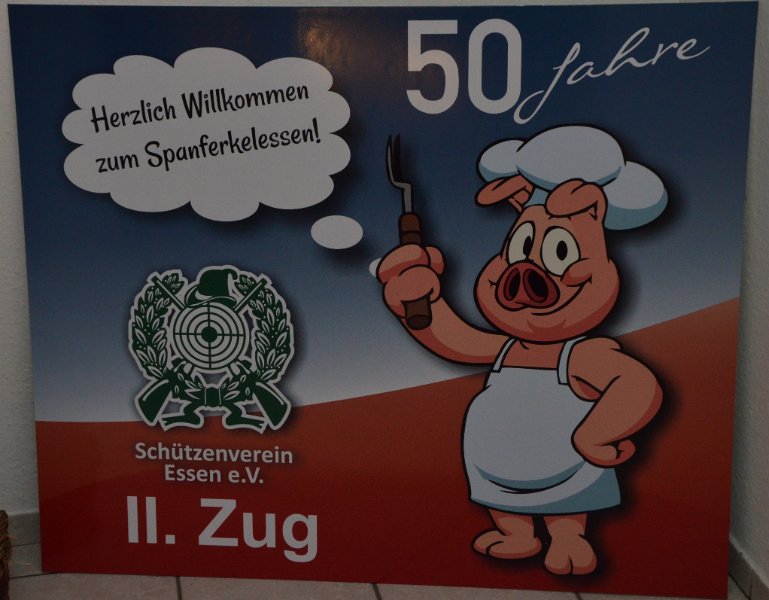 50 Jahre
Herzlich Willkommen
zum Spanferkelessen!
Schützenverein
Essen e.V.
II. Zug